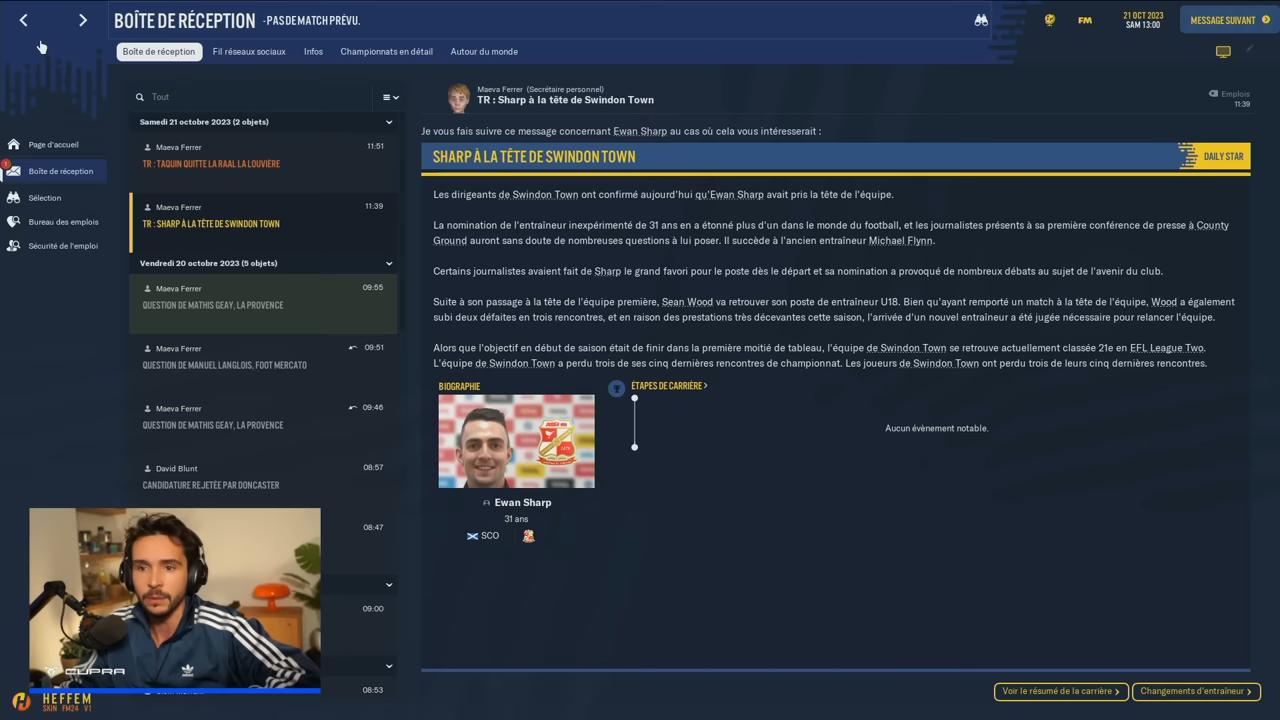 BOÎTE DE RÉCEPTION - PAS DE MATCH PRÉVU.
FM
21 OCT 2023
SAM 13:00
MESSAGE SUIVANT
Boîte de réception
Fil réseaux sociaux
Infos
Championnats en détail
Autour du monde
Page d'accueil
1
Boîte de réception
Sélection
Bureau des emplois
Sécurité de l'emploi
Tout
Samedi 21 octobre 2023 (2 objets)
Maeva Ferrer 11:51
TR : TAQUIN QUITTE LA RAAL LA LOUVIÈRE
Maeva Ferrer 11:39
TR : SHARP À LA TÊTE DE SWINDON TOWN
Vendredi 20 octobre 2023 (5 objets)
Maeva Ferrer 09:55
QUESTION DE MATHIS GEAY, LA PROVENCE
Maeva Ferrer 09:51
QUESTION DE MANUEL LANGLOIS, FOOT MERCATO
Maeva Ferrer 09:46
QUESTION DE MATHIS GEAY, LA PROVENCE
David Blunt 08:57
CANDIDATURE REJETÉE PAR DONCASTER
08:47
09:00
08:53
Maeva Ferrer (Secrétaire personnel)
TR : Sharp à la tête de Swindon Town
Emplois
11:39
Je vous fais suivre ce message concernant Ewan Sharp au cas où cela vous intéresserait :
SHARP À LA TÊTE DE SWINDON TOWN
DAILY STAR
Les dirigeants de Swindon Town ont confirmé aujourd'hui qu'Ewan Sharp avait pris la tête de l'équipe.
La nomination de l'entraîneur inexpérimenté de 31 ans en a étonné plus d'un dans le monde du football, et les journalistes présents à sa première conférence de presse à County
Ground auront sans doute de nombreuses questions à lui poser. Il succède à l'ancien entraîneur Michael Flynn.
Certains journalistes avaient fait de Sharp le grand favori pour le poste dès le départ et sa nomination a provoqué de nombreux débats au sujet de l'avenir du club.
Suite à son passage à la tête de l'équipe première, Sean Wood va retrouver son poste de entraîneur U18. Bien qu'ayant remporté un match à la tête de l'équipe, Wood a également
subi deux défaites en trois rencontres, et en raison des prestations très décevantes cette saison, l'arrivée d'un nouvel entraîneur a été jugée nécessaire pour relancer l'équipe.
Alors que l'objectif en début de saison était de finir dans la première moitié de tableau, l'équipe de Swindon Town se retrouve actuellement classée 21e en EFL League Two.
L'équipe de Swindon Town a perdu trois de ses cinq dernières rencontres de championnat. Les joueurs de Swindon Town ont perdu trois de leurs cinq dernières rencontres.
BIOGRAPHIE
ÉTAPES DE CARRIÈRE >
Aucun évènement notable.
Ewan Sharp
31 ans
SCO
CUPRA
HEFFEM
SKIN FM24 V1
Voir le résumé de la carrière >
Changements d'entraîneur >